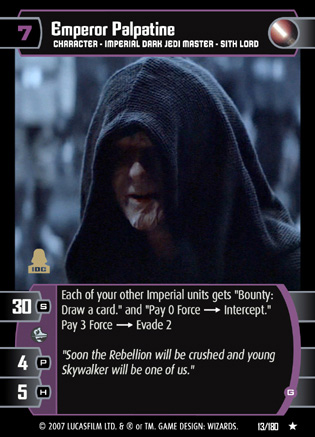 7
Emperor Palpatine
CHARACTER • IMPERIAL DARK JEDI MASTER • SITH LORD
IDC
30 S
4 P
5 H
Each of your other Imperial units gets "Bounty:
Draw a card." and "Pay 0 Force → Intercept."
Pay 3 Force → Evade 2
"Soon the Rebellion will be crushed and young
Skywalker will be one of us."
G
© 2007 LUCASFILM LTD. & ® or TM. GAME DESIGN: WIZARDS. 13/180 ★